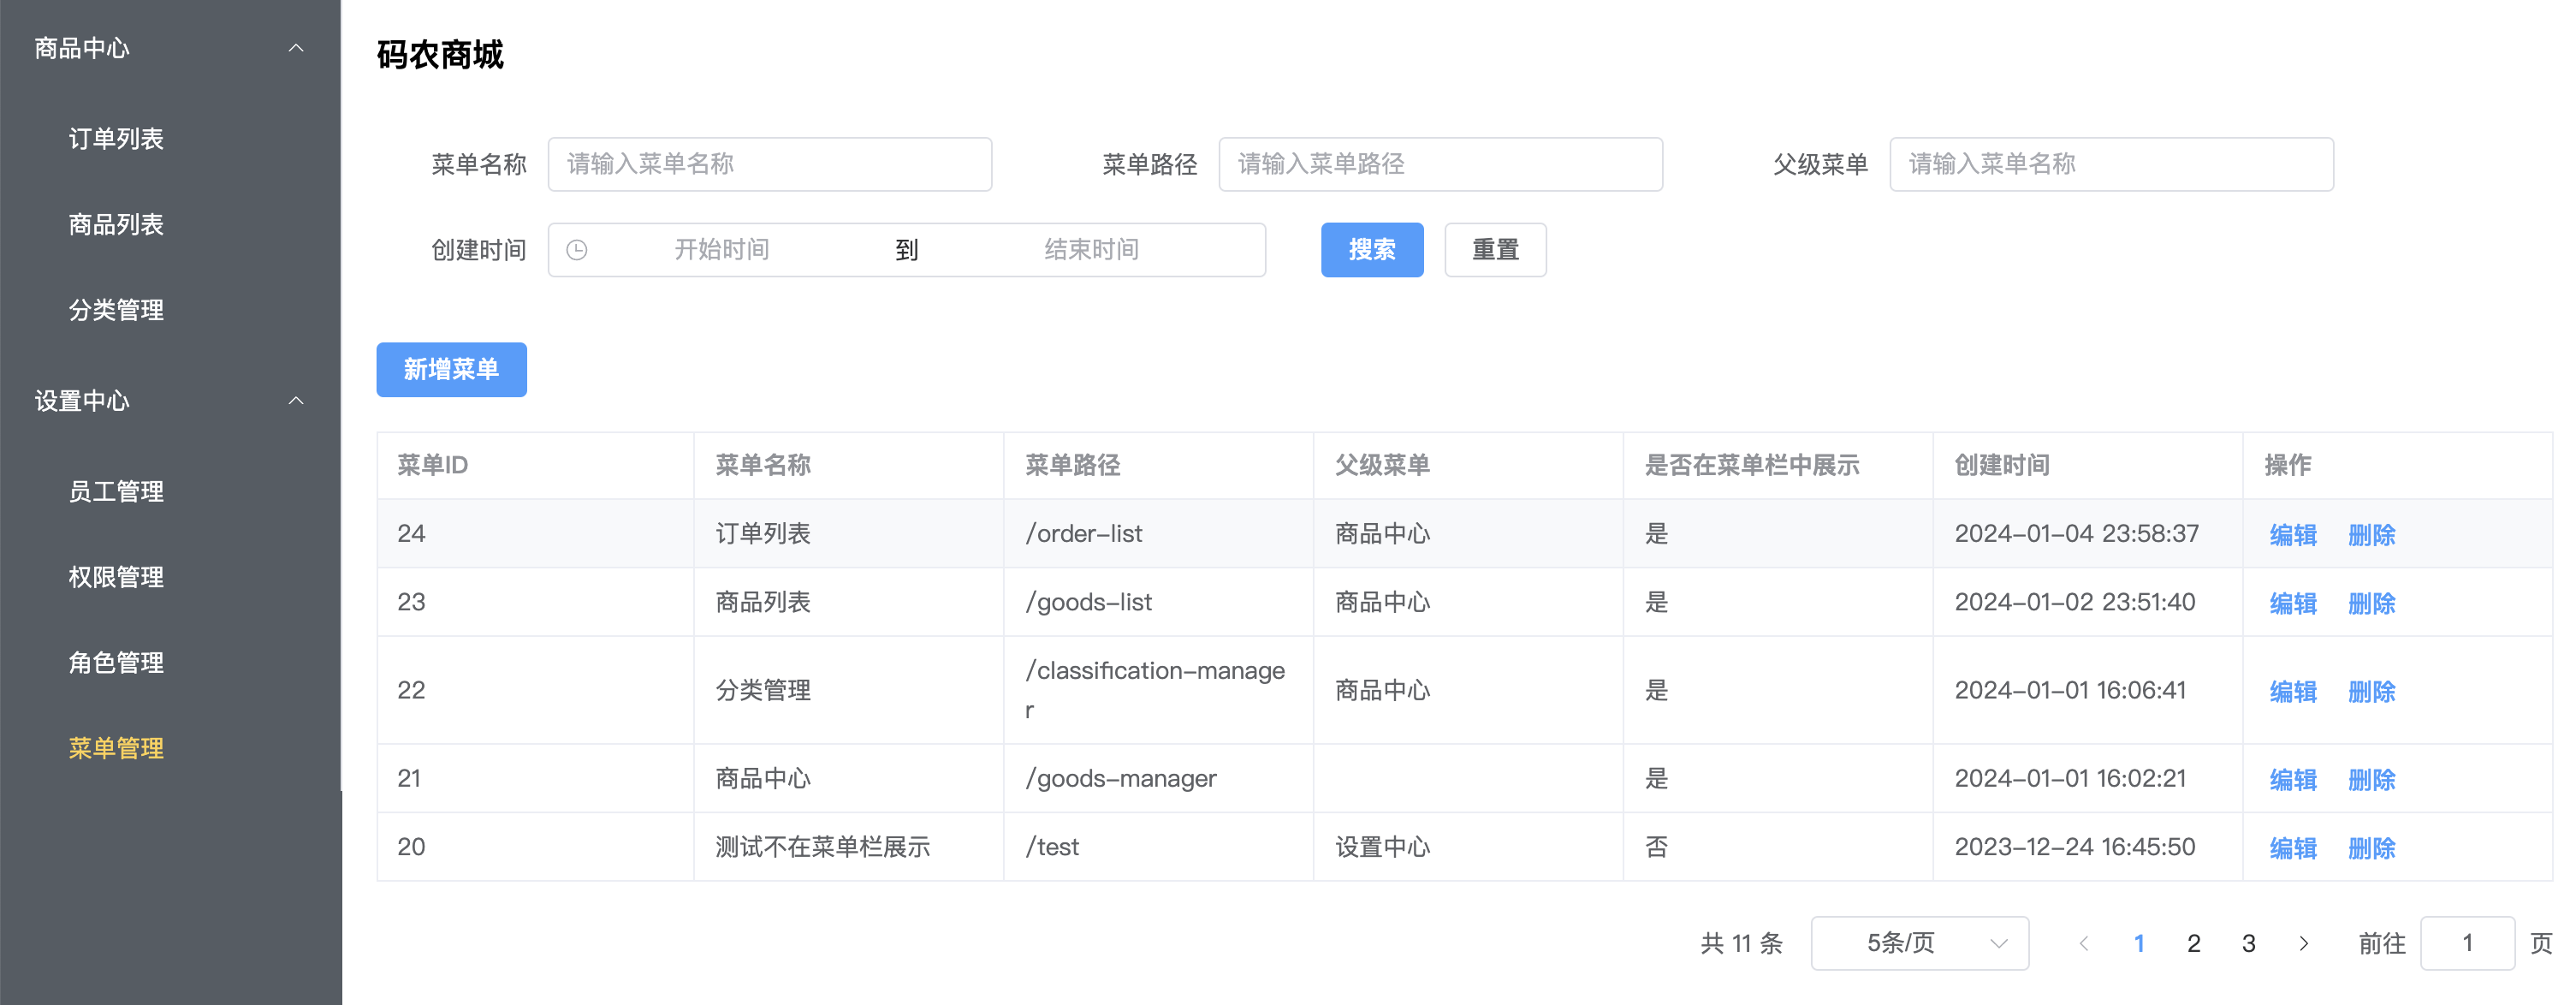 商品中心
订单列表
商品列表
分类管理
设置中心
员工管理
权限管理
角色管理
菜单管理
码农商城
菜单名称 请输入菜单名称 菜单路径 请输入菜单路径 父级菜单 请输入菜单名称
创建时间 开始时间 到 结束时间 搜索 重置
新增菜单
菜单ID 菜单名称 菜单路径 父级菜单 是否在菜单栏中展示 创建时间 操作
24 订单列表 /order-list 商品中心 是 2024-01-04 23:58:37 编辑 删除
23 商品列表 /goods-list 商品中心 是 2024-01-02 23:51:40 编辑 删除
22 分类管理 /classification-manage
r 商品中心 是 2024-01-01 16:06:41 编辑 删除
21 商品中心 /goods-manager 是 2024-01-01 16:02:21 编辑 删除
20 测试不在菜单栏展示 /test 设置中心 否 2023-12-24 16:45:50 编辑 删除
共 11 条 5条/页 1 2 3 前往 1 页